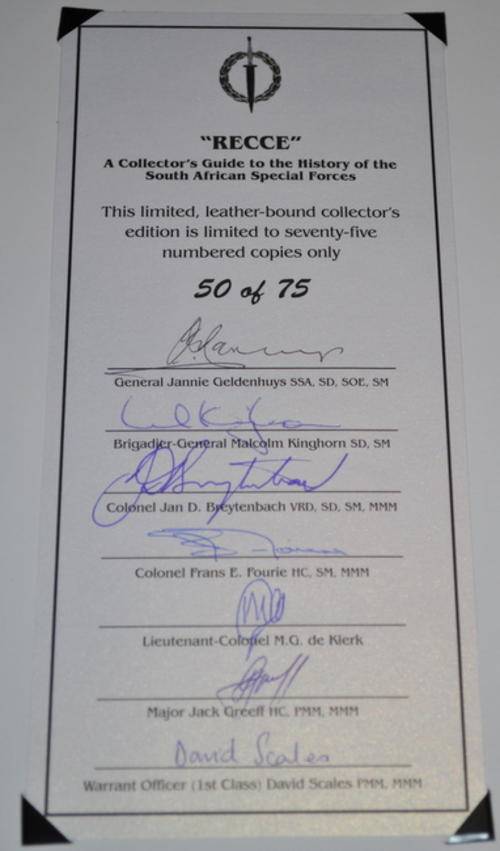 "RECCE"
A Collector's Guide to the History of the
South African Special Forces
This limited, leather-bound collector's
edition is limited to seventy-five
numbered copies only
50 of 75
General Jannie Geldenhuys SSA, SD, SOE, SM
Brigadier-General Malcolm Kinghorn SD, SM
Colonel Jan D. Breytenbach VRD, SD, SM, MMM
Colonel Frans E. Fourie HC, SM, MMM
Lieutenant-Colonel M.G. de Klerk
Major Jack Greeff HC, PMM, MMM
David Scales
Warrant Officer (1st Class) David Scales PMM, MMM